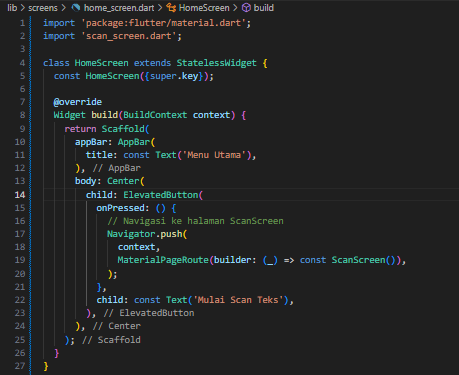 lib > screens > home_screen.dart > HomeScreen > build
1 import 'package:flutter/material.dart';
2 import 'scan_screen.dart';
3
4 class HomeScreen extends StatelessWidget {
5   const HomeScreen({super.key});
6
7   @override
8   Widget build(BuildContext context) {
9     return Scaffold(
10       appBar: AppBar(
11         title: const Text('Menu Utama'),
12       ), // AppBar
13       body: Center(
14         child: ElevatedButton(
15           onPressed: () {
16             // Navigasi ke halaman ScanScreen
17             Navigator.push(
18               context,
19               MaterialPageRoute(builder: (_) => const ScanScreen()),
20             );
21           },
22           child: const Text('Mulai Scan Teks'),
23         ), // ElevatedButton
24       ), // Center
25     ); // Scaffold
26   }
27 }